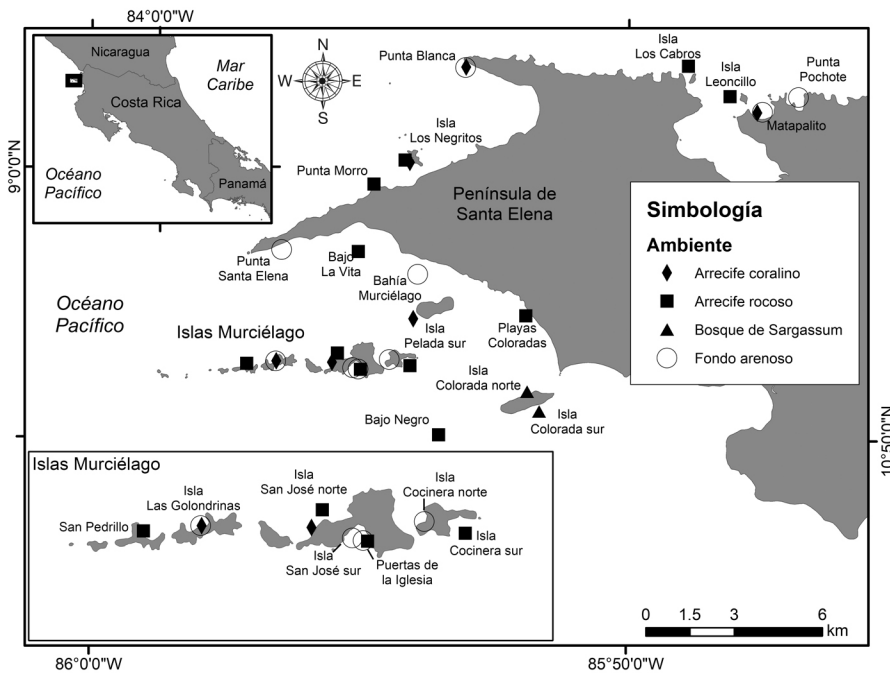 84°0'0"W
85°50'0"W
9°0'0"N
10°50'0"N
86°0'0"W
85°50'0"W
Nicaragua
Mar
Caribe
Costa Rica
Océano
Pacífico
Panamá
N
W
E
S
Punta Blanca
Isla
Los Cabros
Isla
Leoncillo
Punta
Pochote
Matapalito
Isla
Los Negritos
Punta Morro
Península de
Santa Elena
Punta
Santa Elena
Bajo
La Vita
Bahía
Murciélago
Océano
Pacífico
Islas Murciélago
Isla
Pelada sur
Playas
Coloradas
Isla
Colorada norte
Isla
Colorada sur
Bajo Negro
Simbología
Ambiente
Arrecife coralino
Arrecife rocoso
Bosque de Sargassum
Fondo arenoso
Islas Murciélago
San Pedrillo
Isla
Las Golondrinas
Isla
San José norte
Isla
Cocinera norte
Isla
San José sur
Puertas de
la Iglesia
Isla
Cocinera sur
0 1.5 3 6
km